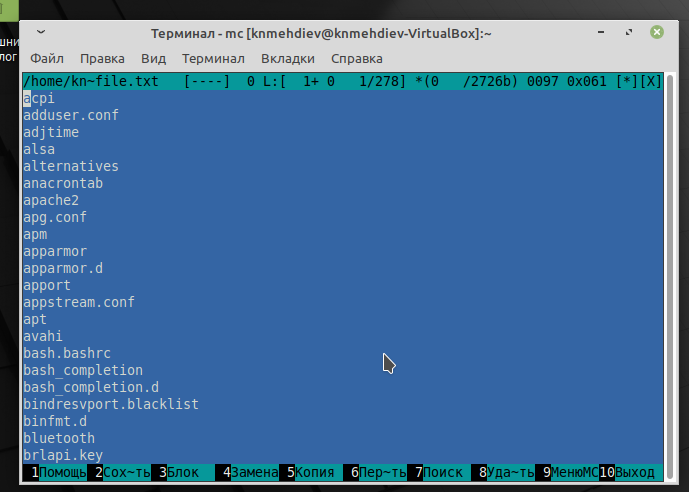 шни
лог
Терминал - mc [knmehdiev@knmehdiev-VirtualBox]:~
Файл Правка Вид Терминал Вкладки Справка
/home/kn~file.txt [----] 0 L:[ 1+ 0 1/278] *(0 /2726b) 0097 0x061 [*][X]
acpi
adduser.conf
adjtime
alsa
alternatives
anacrontab
apache2
apg.conf
apm
apparmor
apparmor.d
apport
appstream.conf
apt
avahi
bash.bashrc
bash_completion
bash_completion.d
bindresvport.blacklist
binfmt.d
bluetooth
brlapi.key
1Помощь 2Сох~ть 3Блок 4Замена 5Копия 6Пер~ть 7Поиск 8Уда~ть 9МенюMC 10Выход